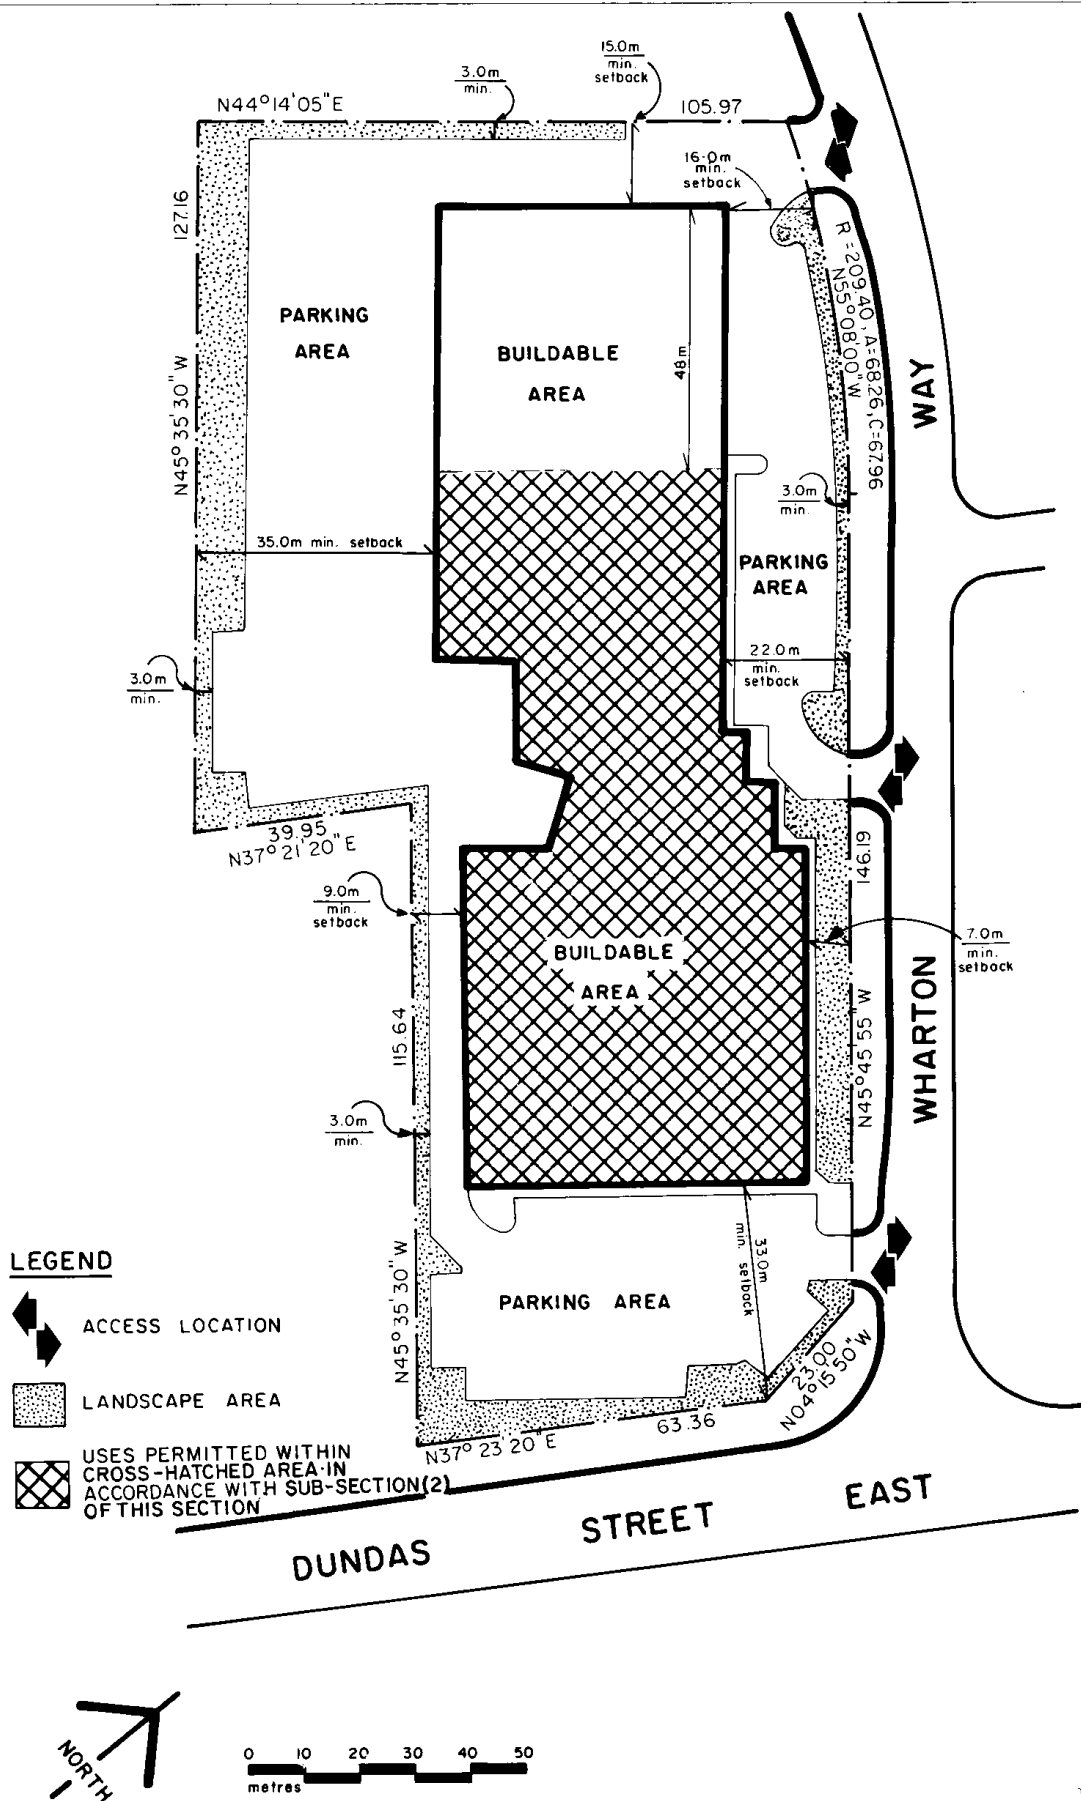 15.0m
min.
setback
3.0m
min.
N44°14'05"E
105.97
16.0m
min.
setback
127.16
R=209.40, A=68.26, C=67.96
N55°08'00"W
PARKING
AREA
BUILDABLE
AREA
48m
WAY
N45°35'30"W
3.0m
min.
35.0m min. setback
PARKING
AREA
22.0m
min.
setback
3.0m
min.
39.95
N37°21'20"E
146.19
9.0m
min.
setback
BUILDABLE
AREA
7.0m
min.
setback
WHARTON
115.64
N45°45'55"W
3.0m
min.
33.0m
min. setback
N45°35'30"W
PARKING AREA
23.00
N04°15'50"W
63.36
N37°23'20"E
LEGEND
ACCESS LOCATION
LANDSCAPE AREA
USES PERMITTED WITHIN
CROSS-HATCHED AREA IN
ACCORDANCE WITH SUB-SECTION(2)
OF THIS SECTION
DUNDAS STREET EAST
NORTH
0 10 20 30 40 50
metres